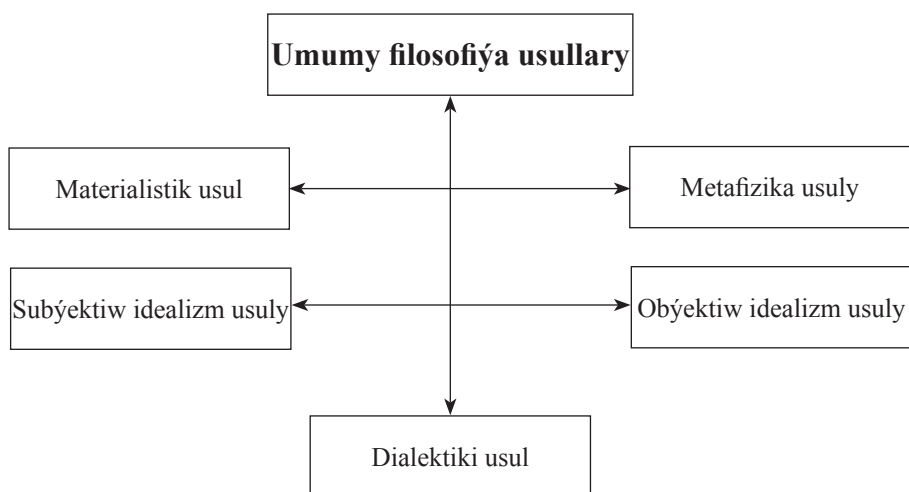 Umumy filosofiýa usullary
Materialistik usul
Metafizika usuly
Subýektiw idealizm usuly
Obýektiw idealizm usuly
Dialektiki usul